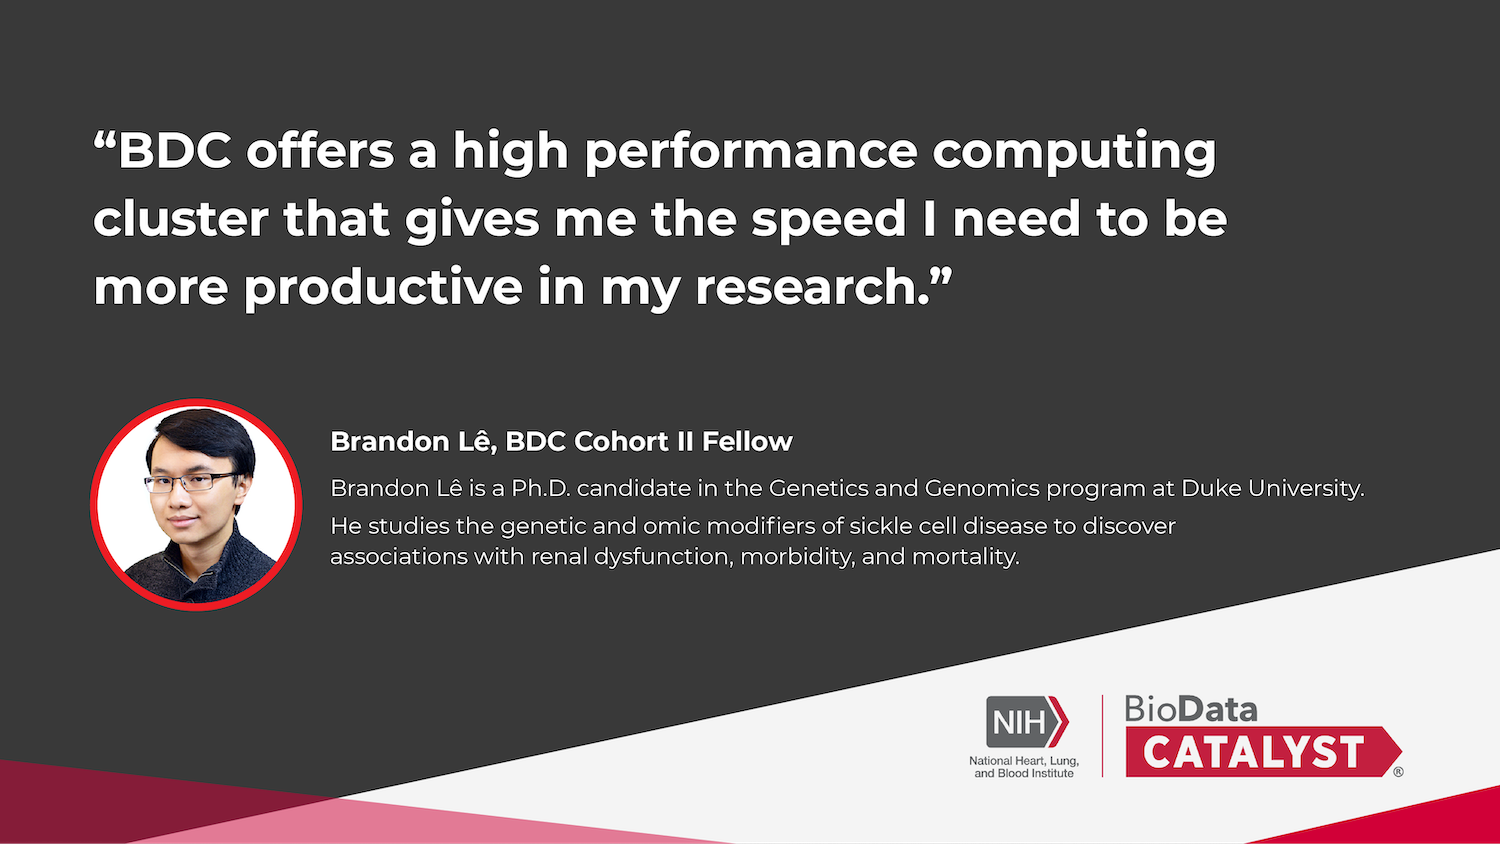 “BDC offers a high performance computing
cluster that gives me the speed I need to be
more productive in my research.”
Brandon Lê, BDC Cohort II Fellow
Brandon Lê is a Ph.D. candidate in the Genetics and Genomics program at Duke University.
He studies the genetic and omic modifiers of sickle cell disease to discover
associations with renal dysfunction, morbidity, and mortality.
NIH
National Heart, Lung,
and Blood Institute
BioData
CATALYST®